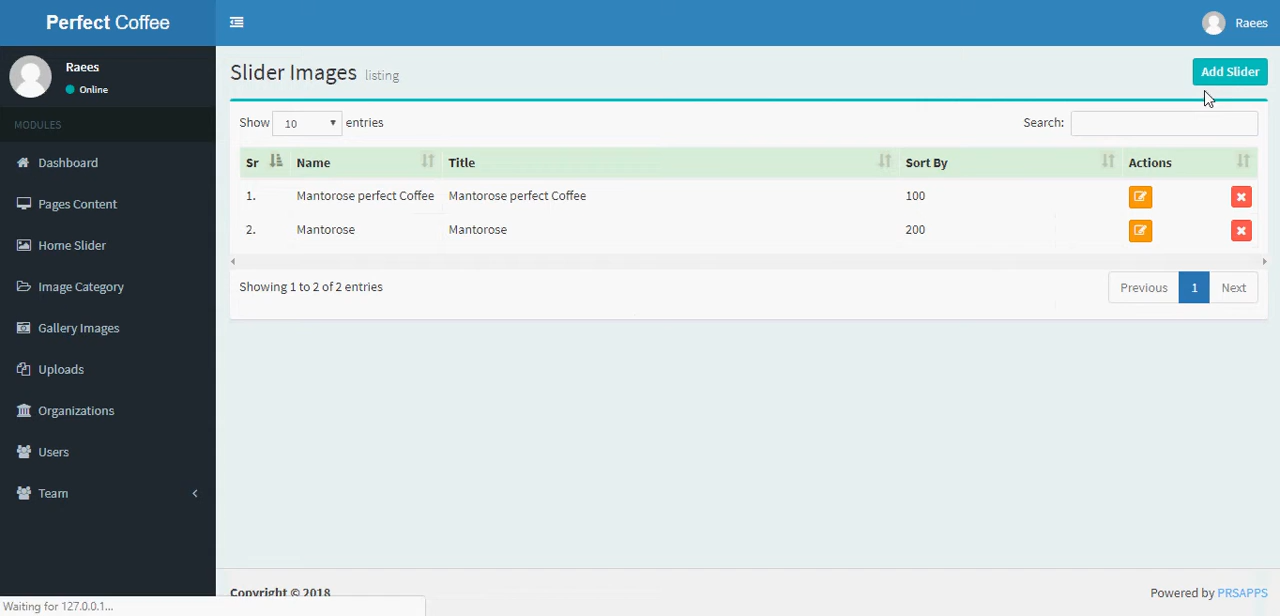 Perfect Coffee
Raees
Raees
Online
MODULES
Dashboard
Pages Content
Home Slider
Image Category
Gallery Images
Uploads
Organizations
Users
Team
Slider Images listing
Add Slider
Show 10 entries
Search:
Sr Name Title Sort By Actions
1. Mantorose perfect Coffee Mantorose perfect Coffee 100
2. Mantorose Mantorose 200
Showing 1 to 2 of 2 entries
Previous 1 Next
Copyright © 2018
Powered by PRSAPPS
Waiting for 127.0.0.1...